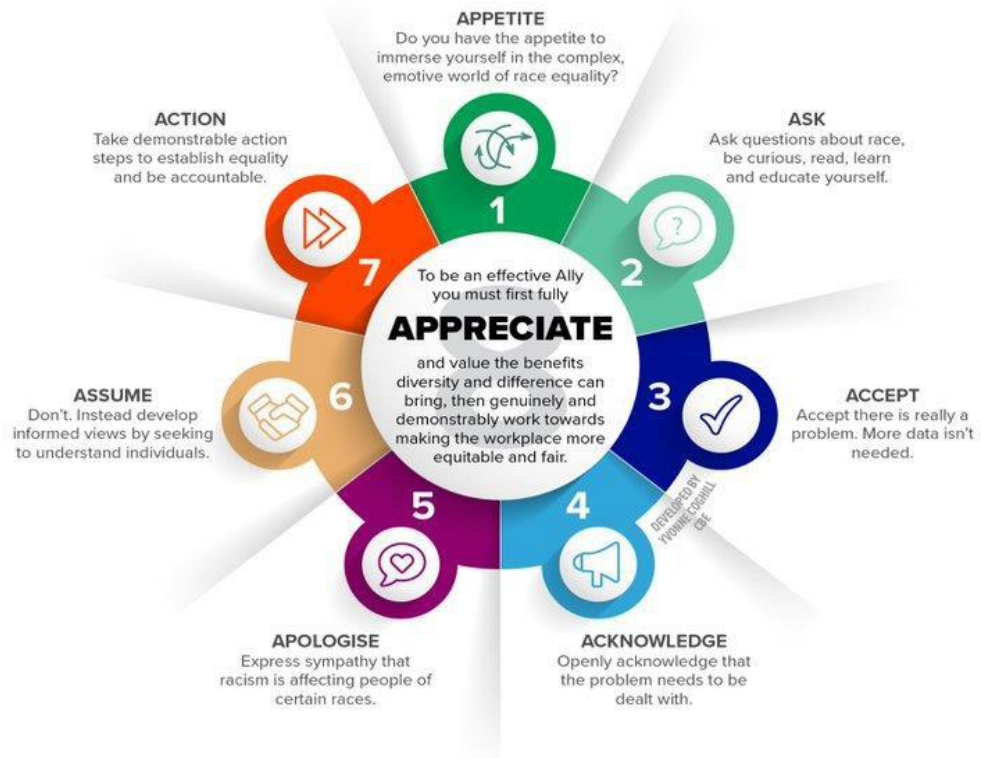 APPETITE
Do you have the appetite to
immerse yourself in the complex,
emotive world of race equality?
1
ASK
Ask questions about race,
be curious, read, learn
and educate yourself.
?
2
ACCEPT
Accept there is really a
problem. More data isn't
needed.
3
ACKNOWLEDGE
Openly acknowledge that
the problem needs to be
dealt with.
4
APOLOGISE
Express sympathy that
racism is affecting people of
certain races.
5
ASSUME
Don't. Instead develop
informed views by seeking
to understand individuals.
6
ACTION
Take demonstrable action
steps to establish equality
and be accountable.
7
8
To be an effective Ally
you must first fully
APPRECIATE
and value the benefits
diversity and difference can
bring, then genuinely and
demonstrably work towards
making the workplace more
equitable and fair.
DEVELOPED BY
YVONNE COGHILL
CBE